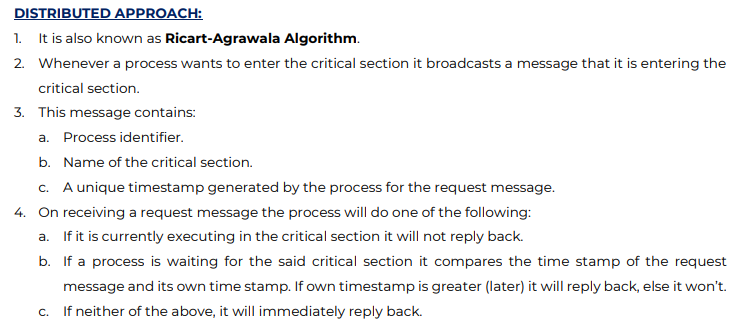 DISTRIBUTED APPROACH:
1. It is also known as Ricart-Agrawala Algorithm.
2. Whenever a process wants to enter the critical section it broadcasts a message that it is entering the
critical section.
3. This message contains:
a. Process identifier.
b. Name of the critical section.
c. A unique timestamp generated by the process for the request message.
4. On receiving a request message the process will do one of the following:
a. If it is currently executing in the critical section it will not reply back.
b. If a process is waiting for the said critical section it compares the time stamp of the request
message and its own time stamp. If own timestamp is greater (later) it will reply back, else it won't.
c. If neither of the above, it will immediately reply back.